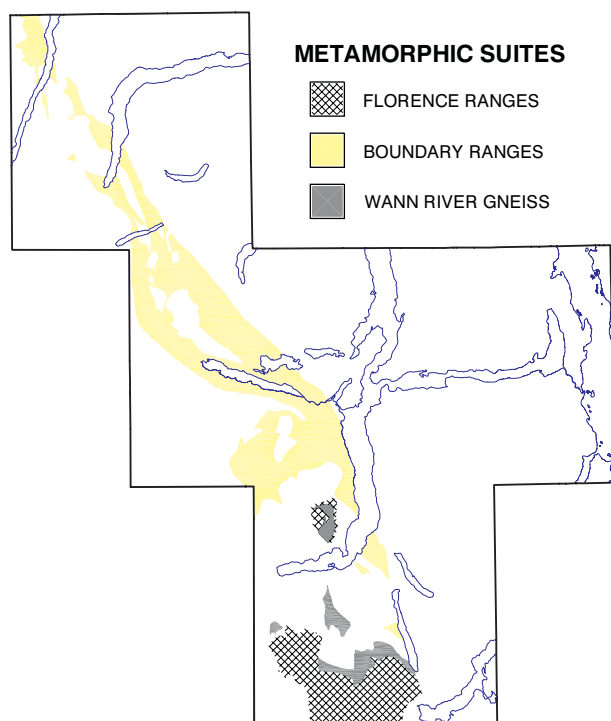 METAMORPHIC SUITES
FLORENCE RANGES
BOUNDARY RANGES
WANN RIVER GNEISS